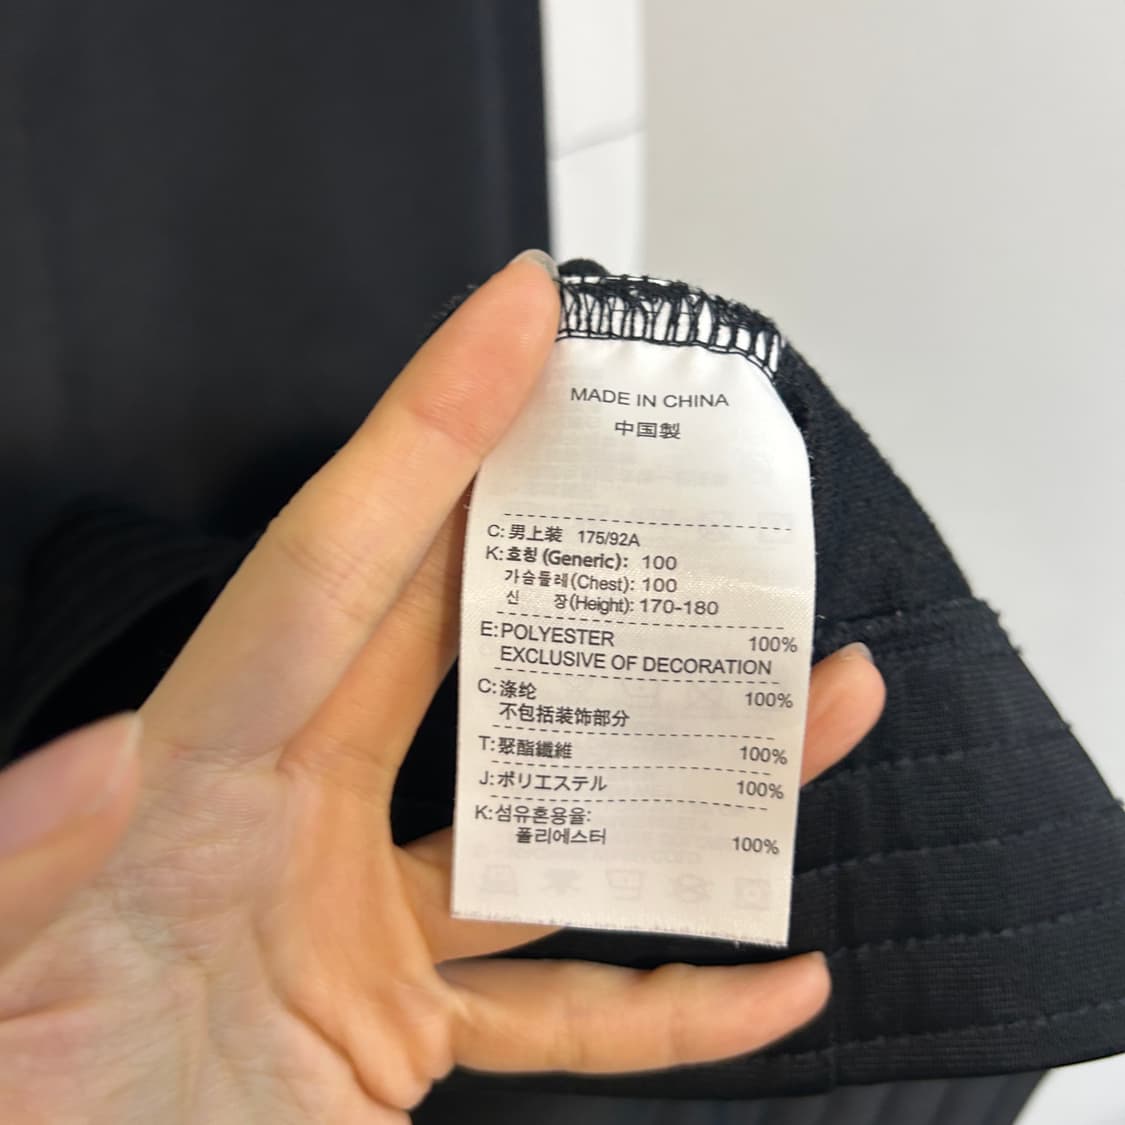 MADE IN CHINA
中国製
C: 男上装 175/92A
K: 호칭 (Generic): 100
가슴둘레(Chest): 100
신 장(Height): 170-180
E: POLYESTER 100%
EXCLUSIVE OF DECORATION
C: 涤纶 100%
不包括装饰部分
T: 聚酯纖維 100%
J: ポリエステル 100%
K: 섬유혼용율:
폴리에스터 100%